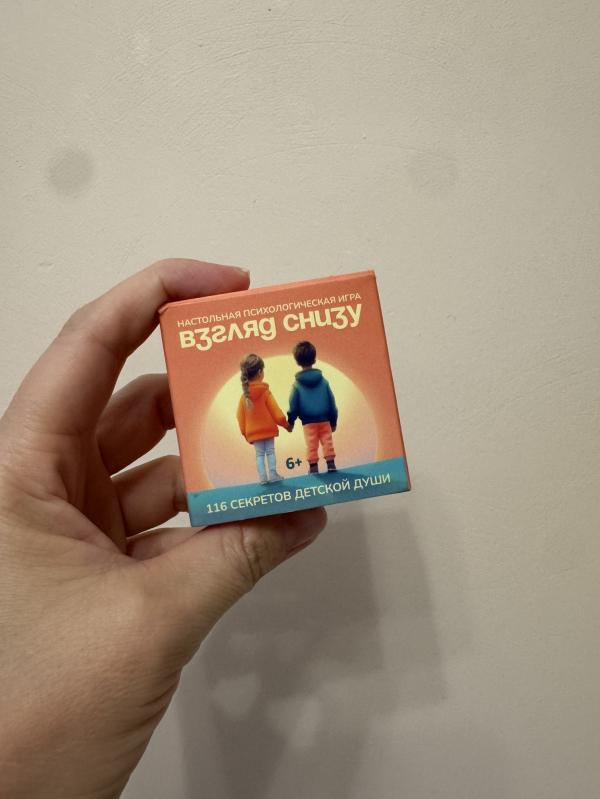 НАСТОЛЬНАЯ ПСИХОЛОГИЧЕСКАЯ ИГРА
взгляд снизу
6+
116 СЕКРЕТОВ ДЕТСКОЙ ДУШИ